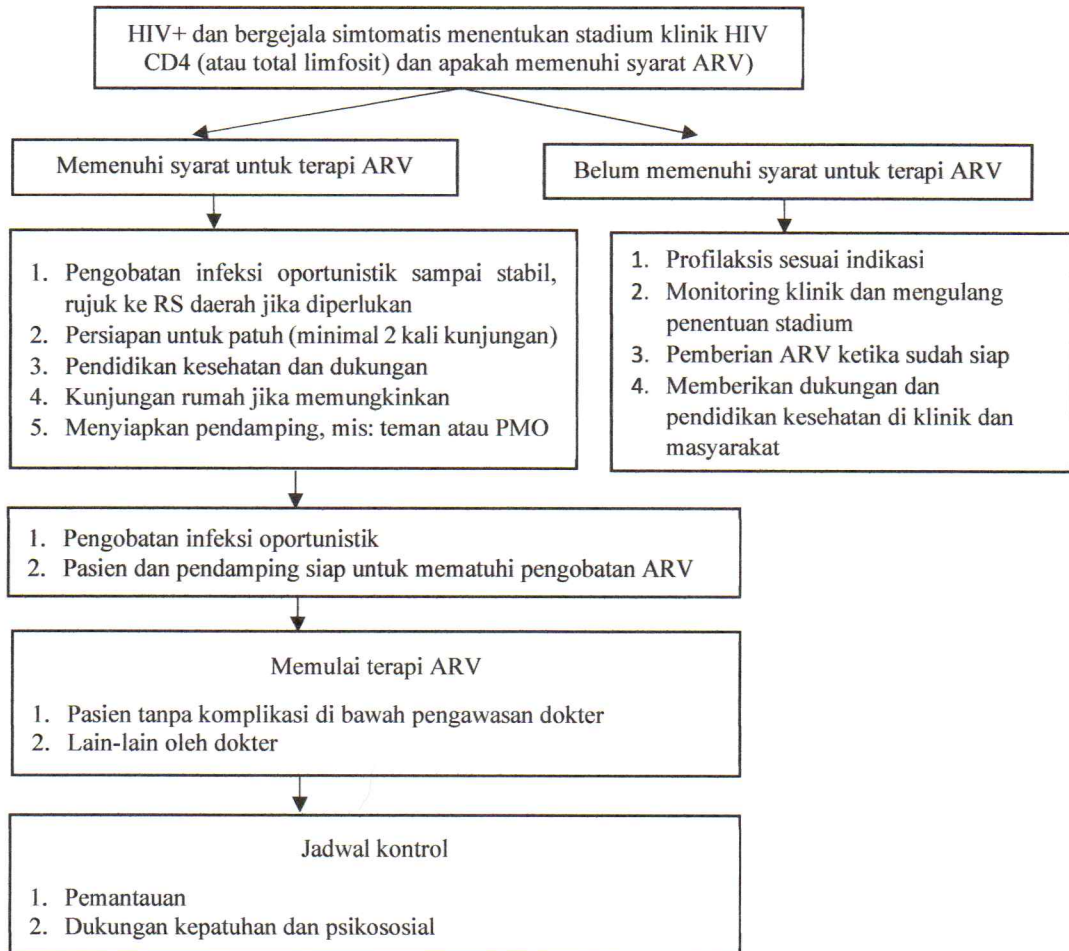 HIV+ dan bergejala simtomatis menentukan stadium klinik HIV
CD4 (atau total limfosit) dan apakah memenuhi syarat ARV)
Memenuhi syarat untuk terapi ARV
Belum memenuhi syarat untuk terapi ARV
1. Pengobatan infeksi oportunistik sampai stabil,
rujuk ke RS daerah jika diperlukan
2. Persiapan untuk patuh (minimal 2 kali kunjungan)
3. Pendidikan kesehatan dan dukungan
4. Kunjungan rumah jika memungkinkan
5. Menyiapkan pendamping, mis: teman atau PMO
1. Profilaksis sesuai indikasi
2. Monitoring klinik dan mengulang
penentuan stadium
3. Pemberian ARV ketika sudah siap
4. Memberikan dukungan dan
pendidikan kesehatan di klinik dan
masyarakat
1. Pengobatan infeksi oportunistik
2. Pasien dan pendamping siap untuk mematuhi pengobatan ARV
Memulai terapi ARV
1. Pasien tanpa komplikasi di bawah pengawasan dokter
2. Lain-lain oleh dokter
Jadwal kontrol
1. Pemantauan
2. Dukungan kepatuhan dan psikososial